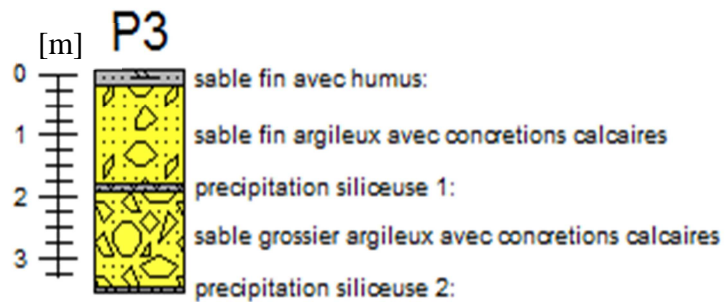 P3
[m]
0
sable fin avec humus:
1
sable fin argileux avec concretions calcaires
precipitation siliceuse 1:
2
sable grossier argileux avec concretions calcaires
3
precipitation siliceuse 2: